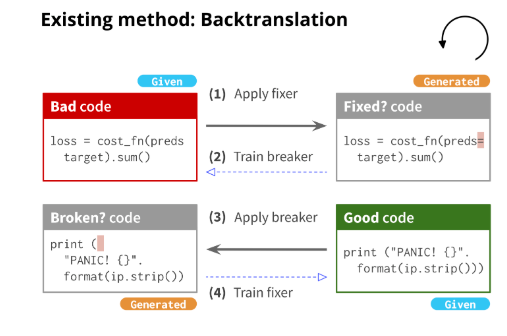 Existing method: Backtranslation
Given
Generated
Bad code
(1) Apply fixer
Fixed? code
loss = cost_fn(preds
target).sum()
loss = cost_fn(preds=
target).sum()
(2) Train breaker
Broken? code
(3) Apply breaker
Good code
print (
"PANIC! {}".
format(ip.strip())
print ("PANIC! {}".
format(ip.strip()))
(4) Train fixer
Generated
Given